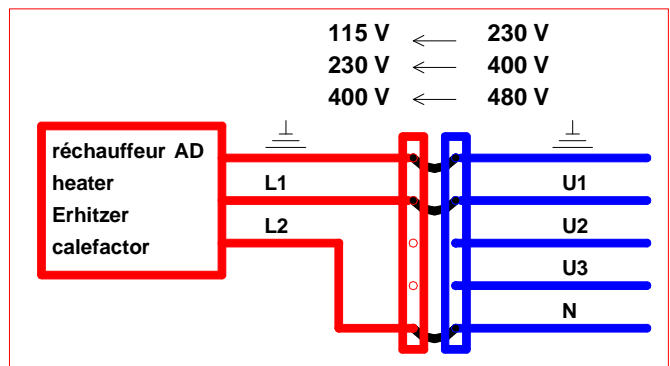 115 V ← 230 V
230 V ← 400 V
400 V ← 480 V
réchauffeur AD
heater
Erhitzer
calefactor
L1
L2
U1
U2
U3
N